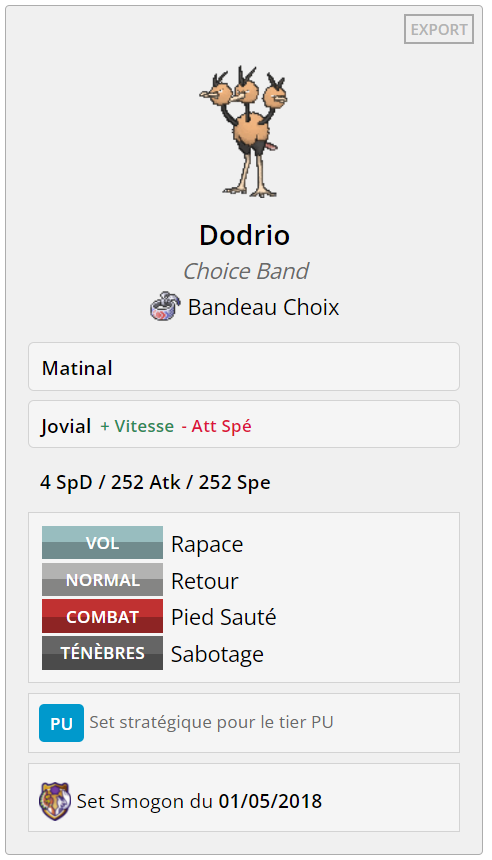 EXPORT
Dodrio
Choice Band
Bandeau Choix
Matinal
Jovial + Vitesse - Att Spé
4 SpD / 252 Atk / 252 Spe
VOL Rapace
NORMAL Retour
COMBAT Pied Sauté
TÉNÈBRES Sabotage
PU Set stratégique pour le tier PU
Set Smogon du 01/05/2018